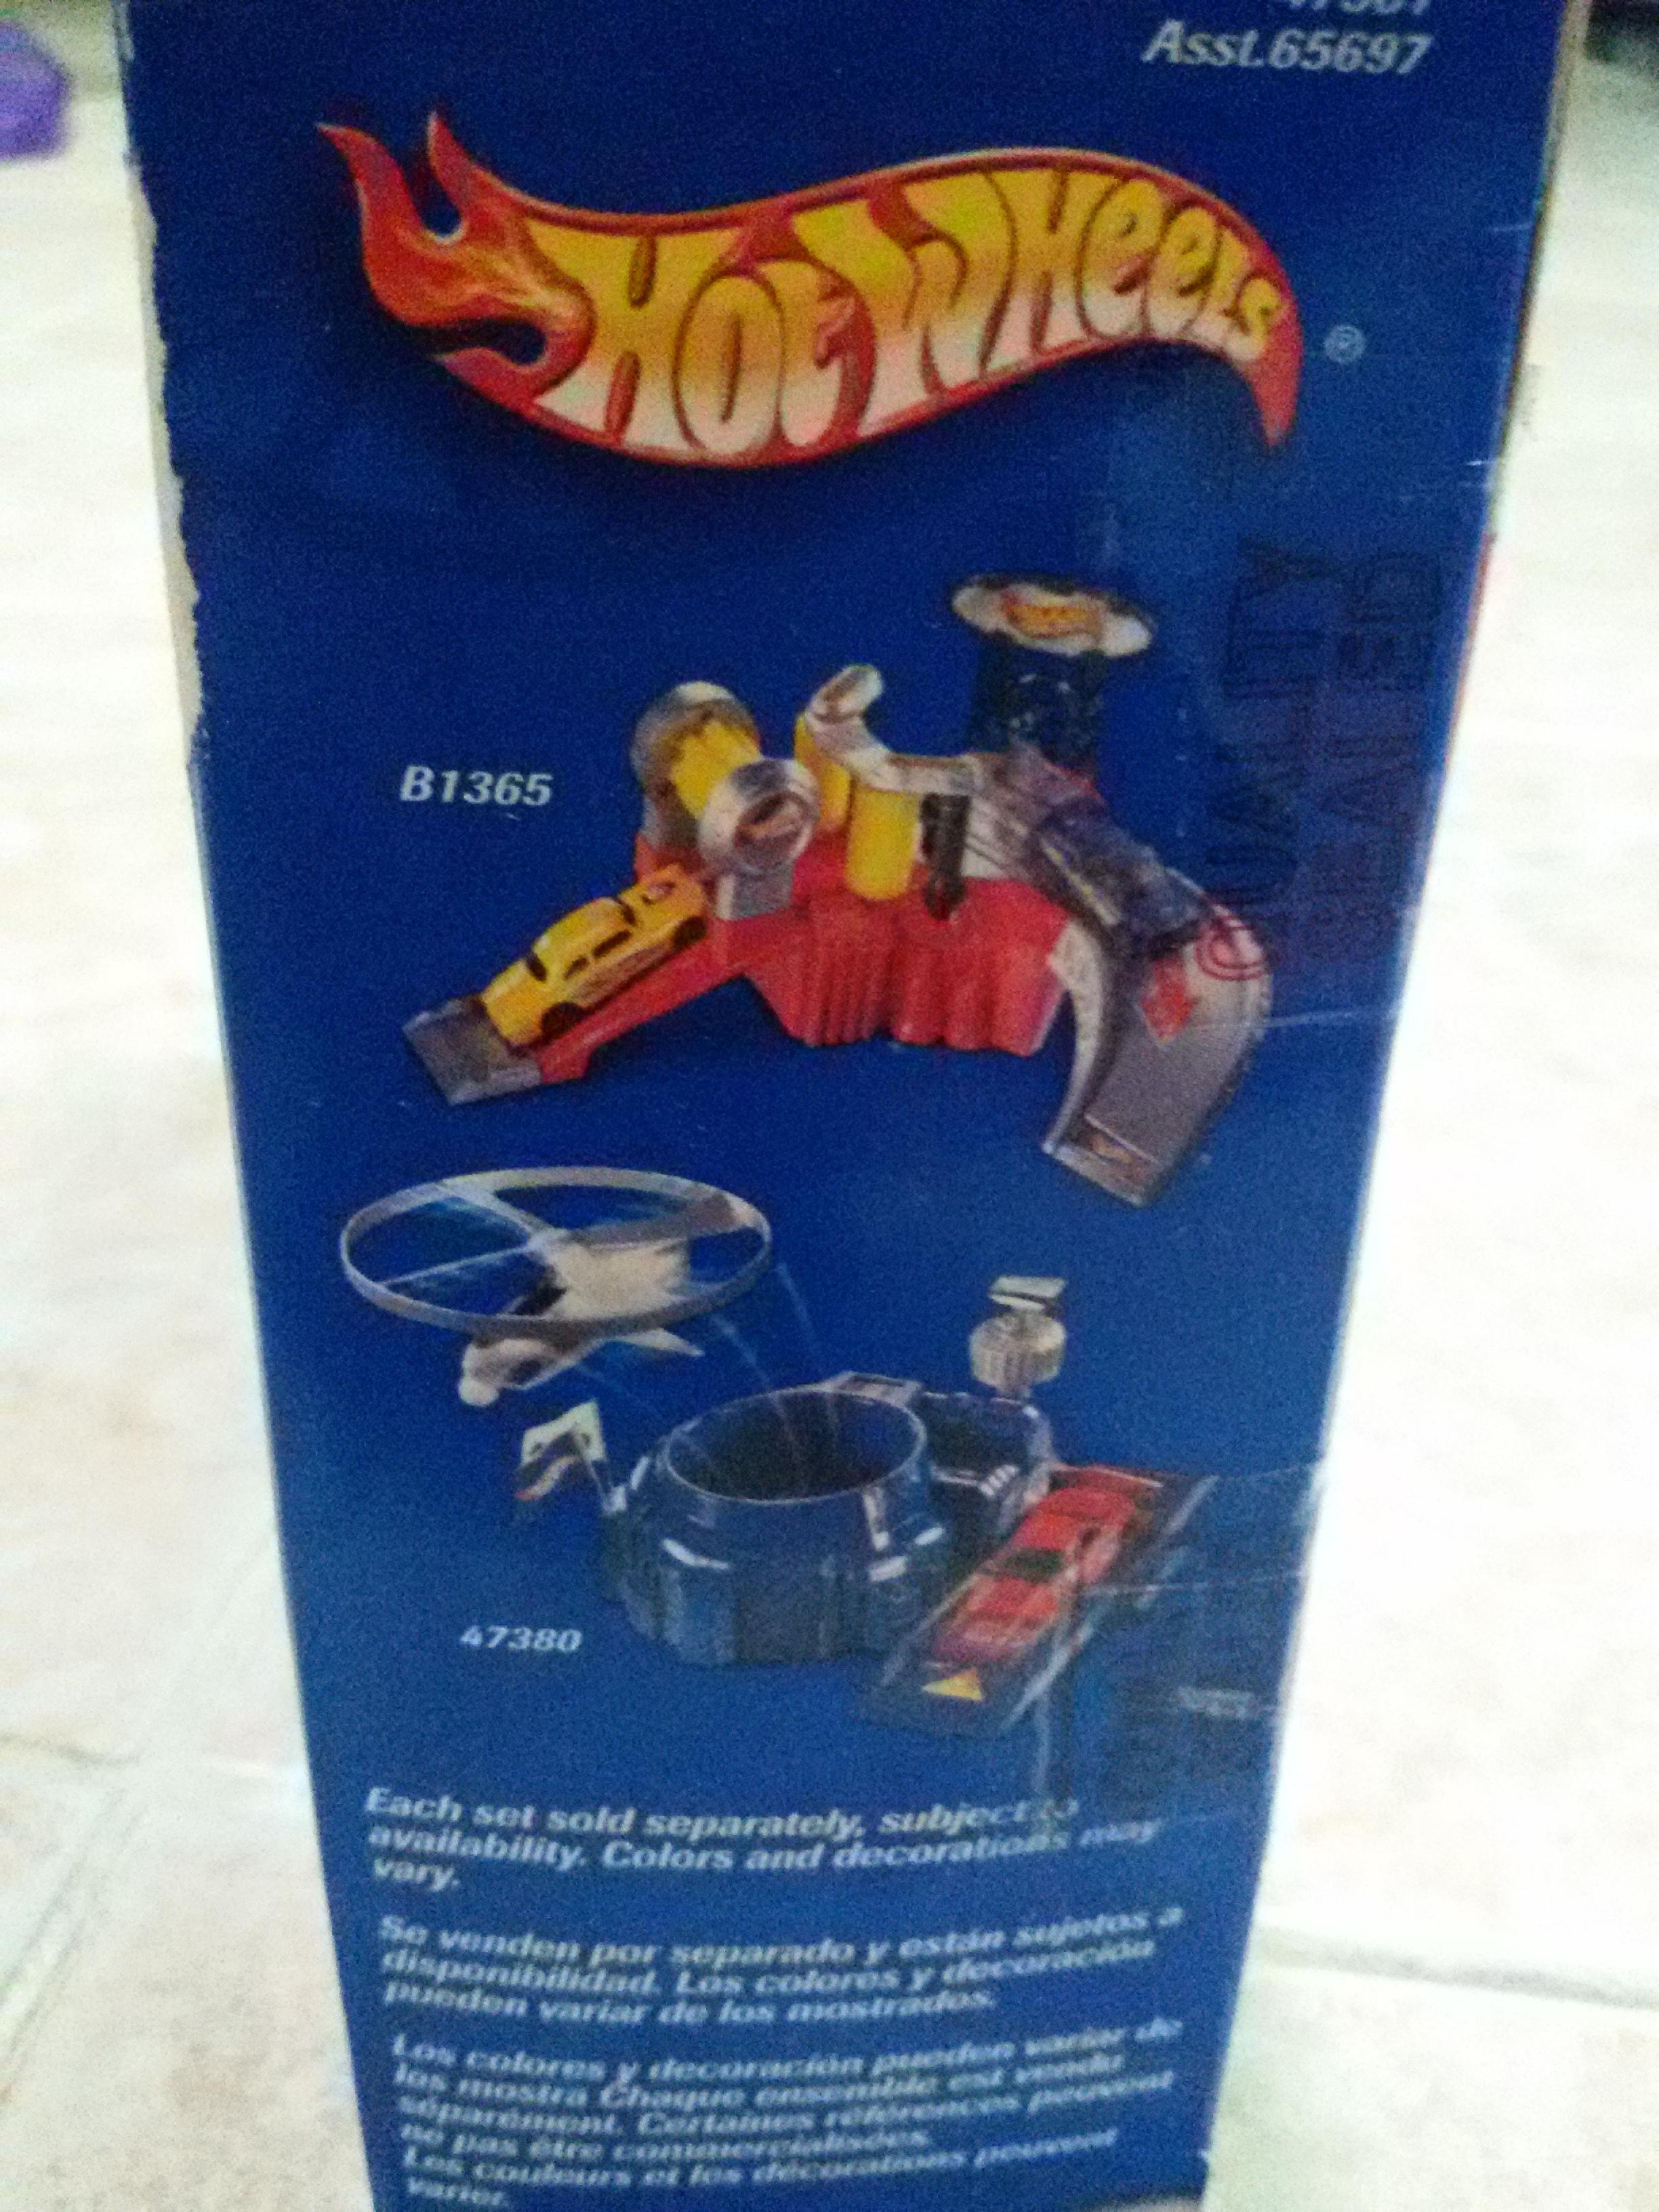 Asst.65697
HOT WHEELS
®
B1365
47380
Each set sold separately, subject to
availability. Colors and decorations may
vary.
Se venden por separado y están sujetos a
disponibilidad. Los colores y decoración
pueden variar de los mostrados.
Los colores y decoración pueden variar de
los mostra Chaque ensemble est vendu
séparément. Certaines références peuvent
ne pas être commercialisées.
Les couleurs et les décorations peuvent
varier.